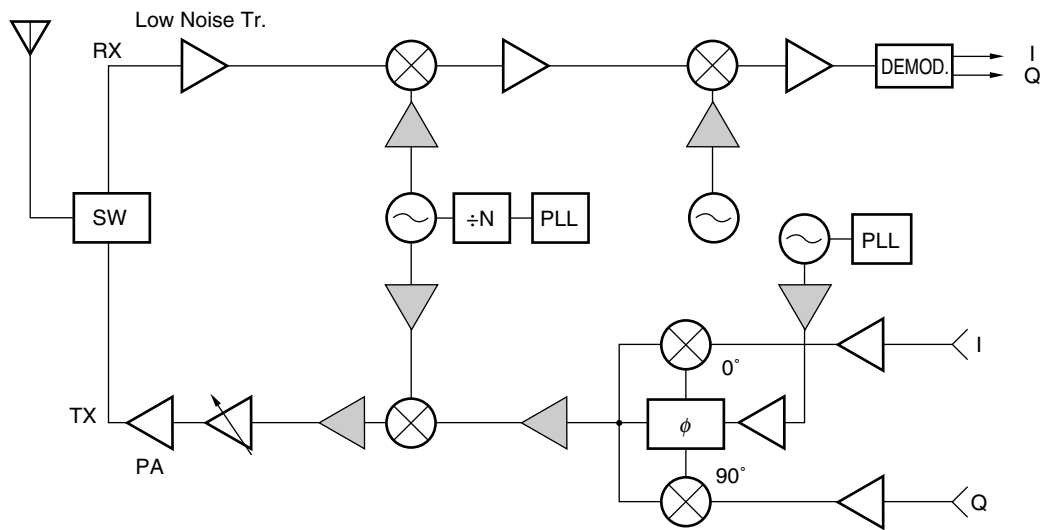 Low Noise Tr.
RX
DEMOD.
I
Q
SW
÷N
PLL
PLL
I
0˚
TX
ϕ
PA
90˚
Q